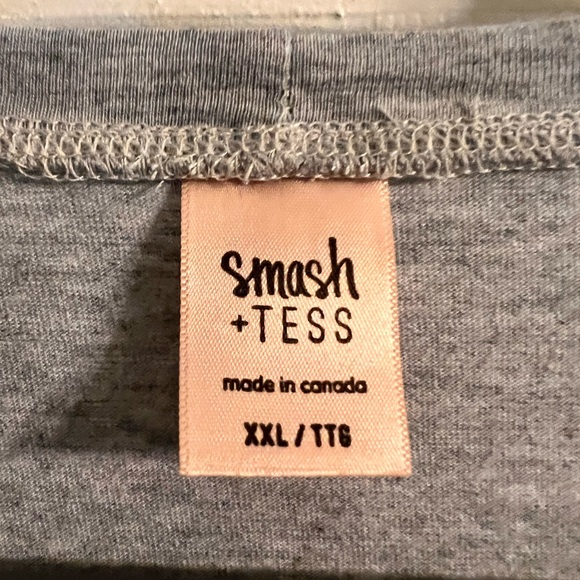 smash
+TESS
made in canada
XXL / TTG